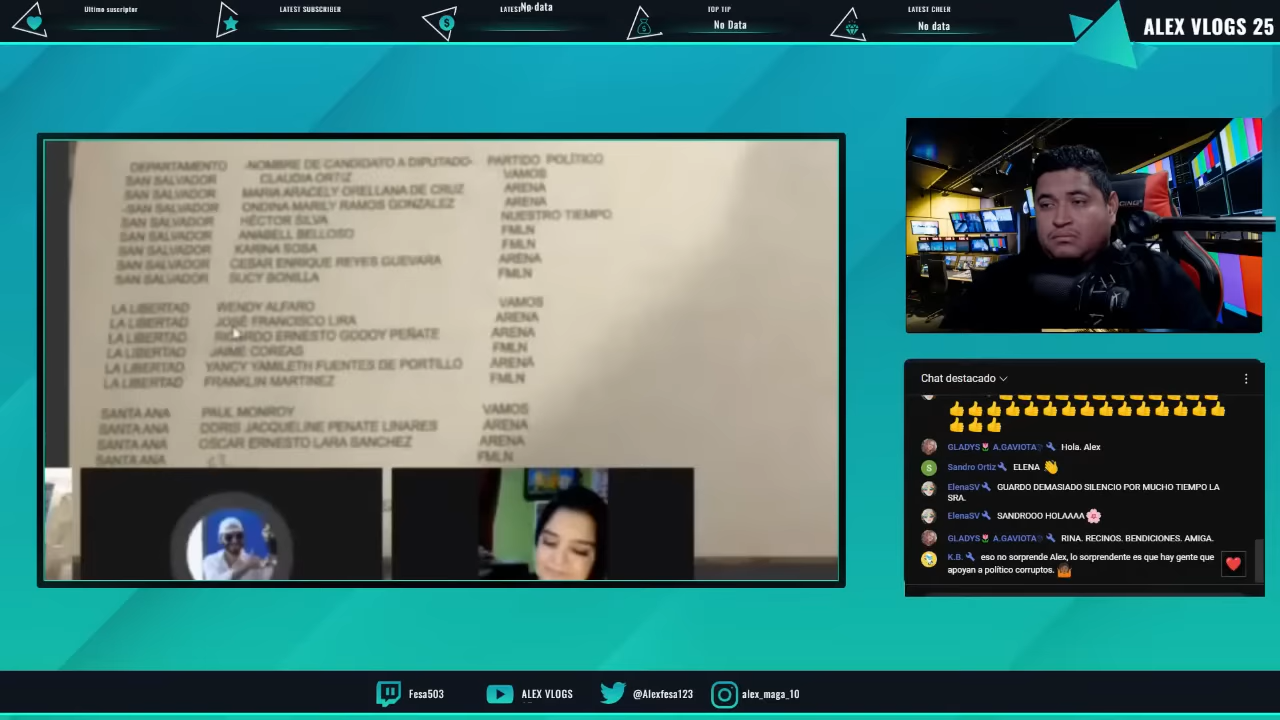 Ultimo suscriptor
LATEST SUBSCRIBER
LATEST
No data
TOP TIP
No Data
LATEST CHEER
No data
ALEX VLOGS 25
DEPARTAMENTO -NOMBRE DE CANDIDATO A DIPUTADO- PARTIDO POLÍTICO
SAN SALVADOR CLAUDIA ORTIZ VAMOS
SAN SALVADOR MARIA ARACELY ORELLANA DE CRUZ ARENA
-SAN SALVADOR ONDINA MARILY RAMOS GONZALEZ ARENA
SAN SALVADOR HÉCTOR SILVA NUESTRO TIEMPO
SAN SALVADOR ANABELL BELLOSO FMLN
SAN SALVADOR KARINA SOSA FMLN
SAN SALVADOR CESAR ENRIQUE REYES GUEVARA ARENA
SAN SALVADOR SUCY BONILLA FMLN
LA LIBERTAD WENDY ALFARO VAMOS
LA LIBERTAD JOSÉ FRANCISCO LIRA ARENA
LA LIBERTAD RICARDO ERNESTO GODOY PEÑATE ARENA
LA LIBERTAD JAIME COREAS FMLN
LA LIBERTAD YANCY YAMILETH FUENTES DE PORTILLO ARENA
LA LIBERTAD FRANKLIN MARTINEZ FMLN
SANTA ANA PAUL MONROY VAMOS
SANTA ANA DORIS JACQUELINE PENATE LINARES ARENA
SANTA ANA OSCAR ERNESTO LARA SANCHEZ ARENA
SANTA ANA FMLN
Chat destacado
GLADYS A.GAVIOTA Hola. Alex
Sandro Ortiz ELENA
ElenaSV GUARDO DEMASIADO SILENCIO POR MUCHO TIEMPO LA
SRA.
ElenaSV SANDROOO HOLAAAA
GLADYS A.GAVIOTA RINA. RECINOS. BENDICIONES. AMIGA.
K.B. eso no sorprende Alex, lo sorprendente es que hay gente que
apoyan a político corruptos.
Fesa503
ALEX VLOGS
@Alexfesa123
alex_maga_10